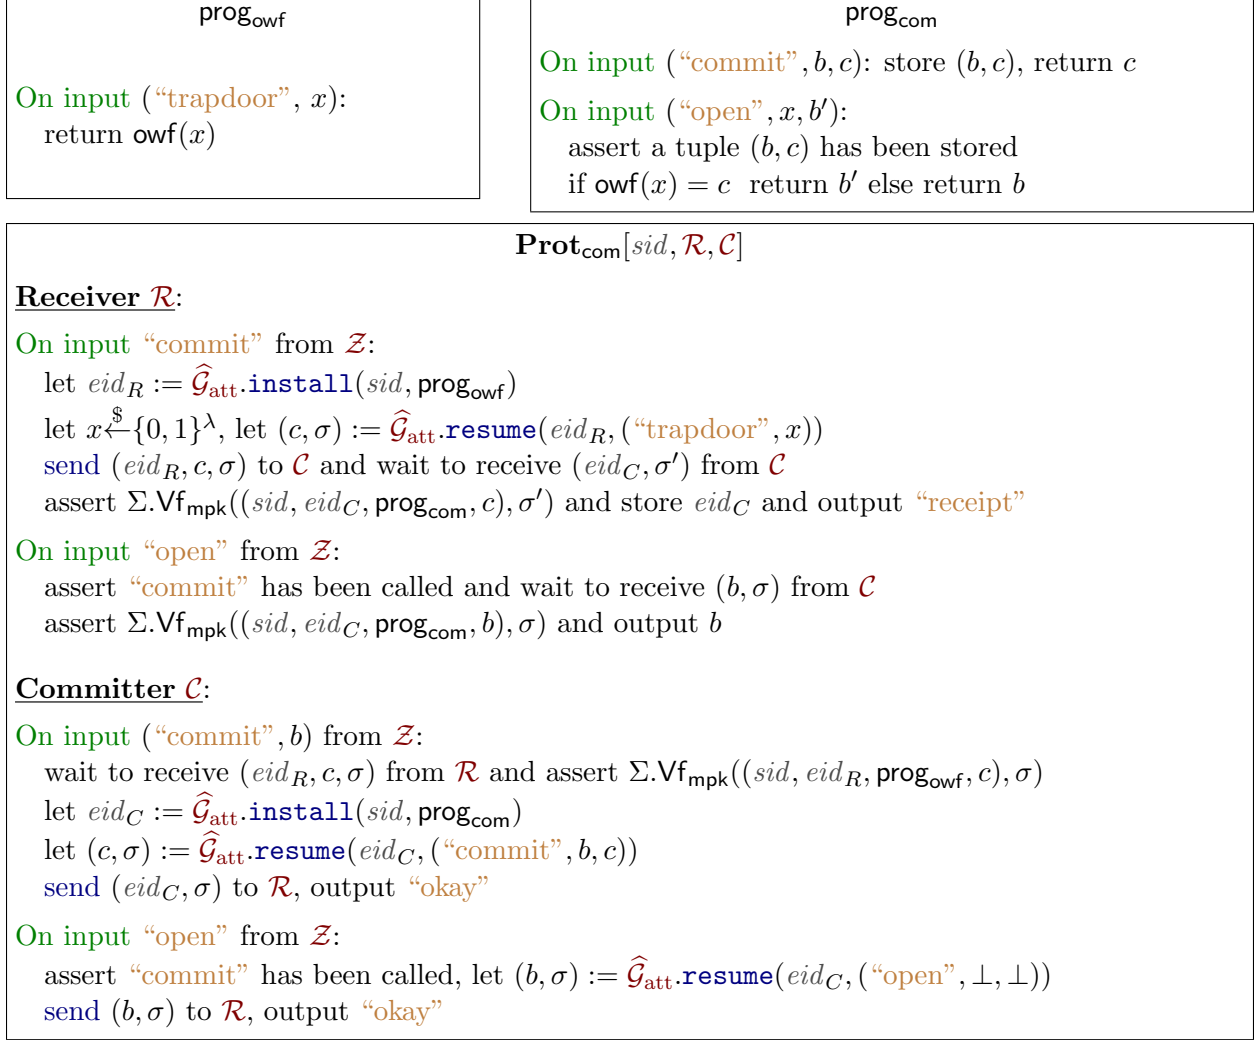 prog_owf
On input (“trapdoor”, x):
return owf(x)
prog_com
On input (“commit”, b, c): store (b, c), return c
On input (“open”, x, b′):
assert a tuple (b, c) has been stored
if owf(x) = c return b′ else return b
Prot_com[sid, R, C]
Receiver R:
On input “commit” from Z:
let eid_R := Ĝ_att.install(sid, prog_owf)
let x ←$ {0, 1}^λ, let (c, σ) := Ĝ_att.resume(eid_R, (“trapdoor”, x))
send (eid_R, c, σ) to C and wait to receive (eid_C, σ′) from C
assert Σ.Vf_mpk((sid, eid_C, prog_com, c), σ′) and store eid_C and output “receipt”
On input “open” from Z:
assert “commit” has been called and wait to receive (b, σ) from C
assert Σ.Vf_mpk((sid, eid_C, prog_com, b), σ) and output b
Committer C:
On input (“commit”, b) from Z:
wait to receive (eid_R, c, σ) from R and assert Σ.Vf_mpk((sid, eid_R, prog_owf, c), σ)
let eid_C := Ĝ_att.install(sid, prog_com)
let (c, σ) := Ĝ_att.resume(eid_C, (“commit”, b, c))
send (eid_C, σ) to R, output “okay”
On input “open” from Z:
assert “commit” has been called, let (b, σ) := Ĝ_att.resume(eid_C, (“open”, ⊥, ⊥))
send (b, σ) to R, output “okay”